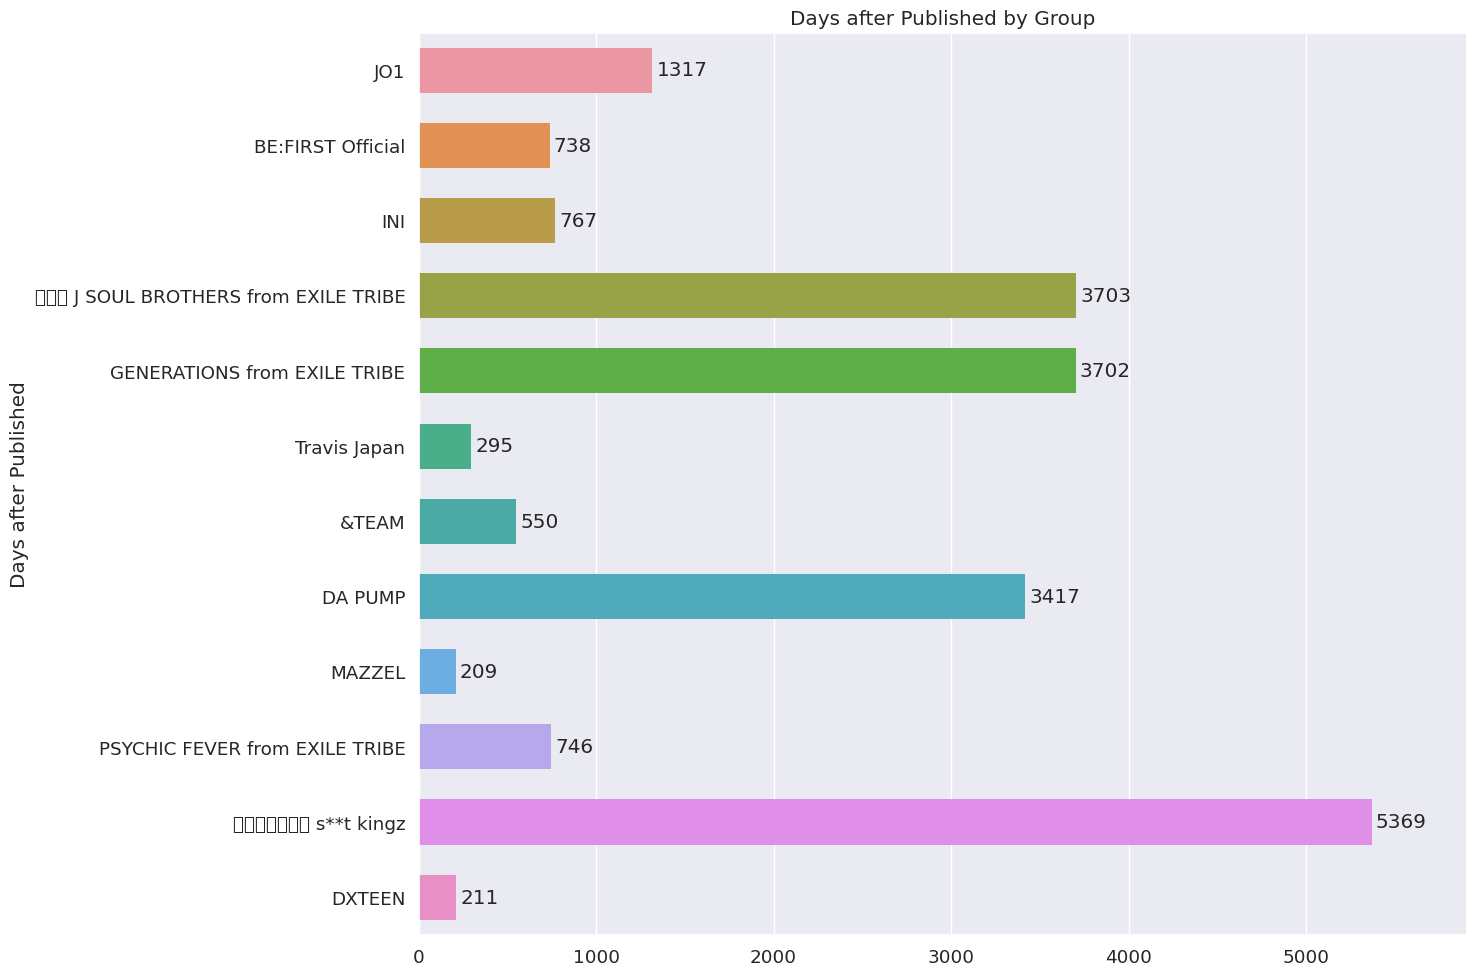 Days after Published by Group
JO1
1317
BE:FIRST Official
738
INI
767
J SOUL BROTHERS from EXILE TRIBE
3703
GENERATIONS from EXILE TRIBE
3702
Travis Japan
295
&TEAM
550
DA PUMP
3417
MAZZEL
209
PSYCHIC FEVER from EXILE TRIBE
746
s**t kingz
5369
DXTEEN
211
Days after Published
0 1000 2000 3000 4000 5000